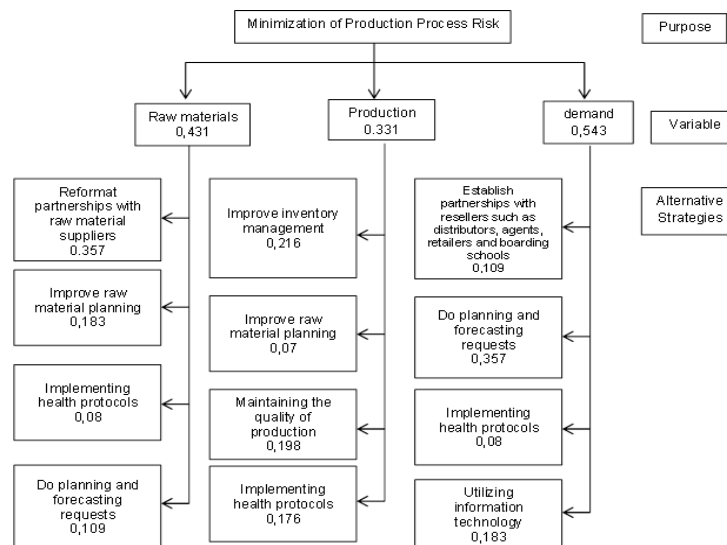 Minimization of Production Process Risk
Purpose
Raw materials
0,431
Production
0.331
demand
0,543
Variable
Reformat
partnerships with
raw material
suppliers
0.357
Improve raw
material planning
0,183
Implementing
health protocols
0,08
Do planning and
forecasting
requests
0,109
Improve inventory
management
0,216
Improve raw
material planning
0,07
Maintaining the
quality of
production
0,198
Implementing
health protocols
0,176
Establish
partnerships with
resellers such as
distributors, agents,
retailers and boarding
schools
0,109
Do planning and
forecasting
requests
0,357
Implementing
health protocols
0,08
Utilizing
information
technology
0,183
Alternative
Strategies